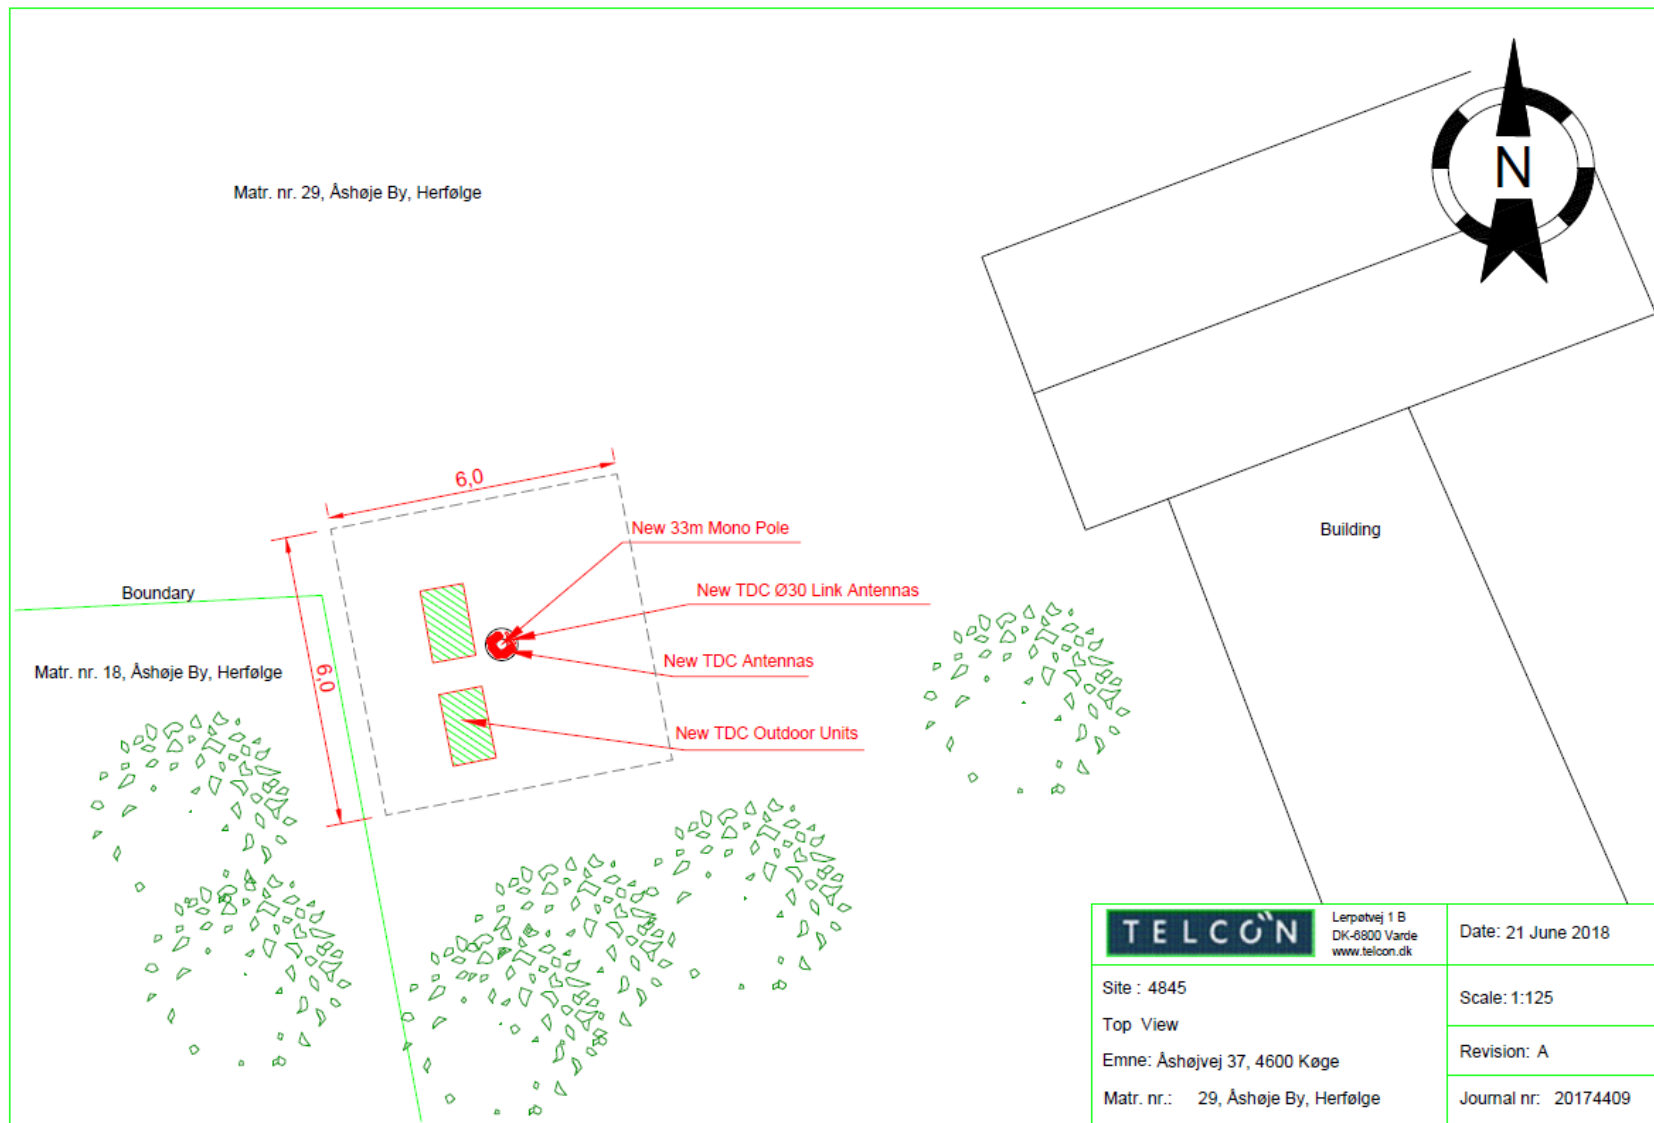 Matr. nr. 29, Åshøje By, Herfølge
N
6,0
New 33m Mono Pole
Building
Boundary
New TDC Ø30 Link Antennas
6,0
Matr. nr. 18, Åshøje By, Herfølge
New TDC Antennas
New TDC Outdoor Units
TELCON
Lerpøtvej 1 B
DK-6800 Varde
www.telcon.dk
Date: 21 June 2018
Site : 4845
Scale: 1:125
Top View
Revision: A
Emne: Åshøjvej 37, 4600 Køge
Matr. nr.: 29, Åshøje By, Herfølge
Journal nr: 20174409